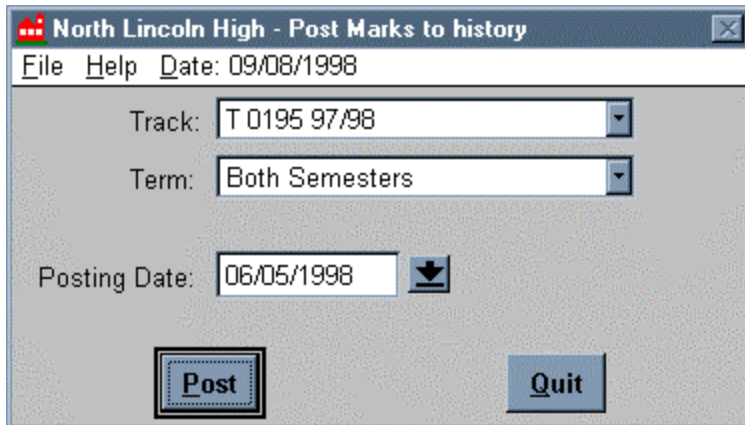 North Lincoln High - Post Marks to history
File Help Date: 09/08/1998
Track: T 0195 97/98
Term: Both Semesters
Posting Date: 06/05/1998
Post Quit